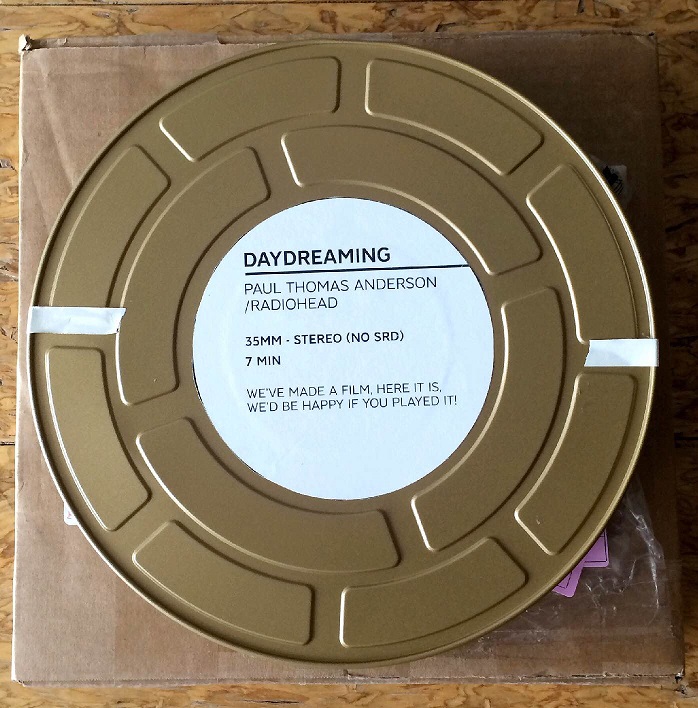 DAYDREAMING
PAUL THOMAS ANDERSON
/RADIOHEAD
35MM - STEREO (NO SRD)
7 MIN
WE'VE MADE A FILM, HERE IT IS,
WE'D BE HAPPY IF YOU PLAYED IT!